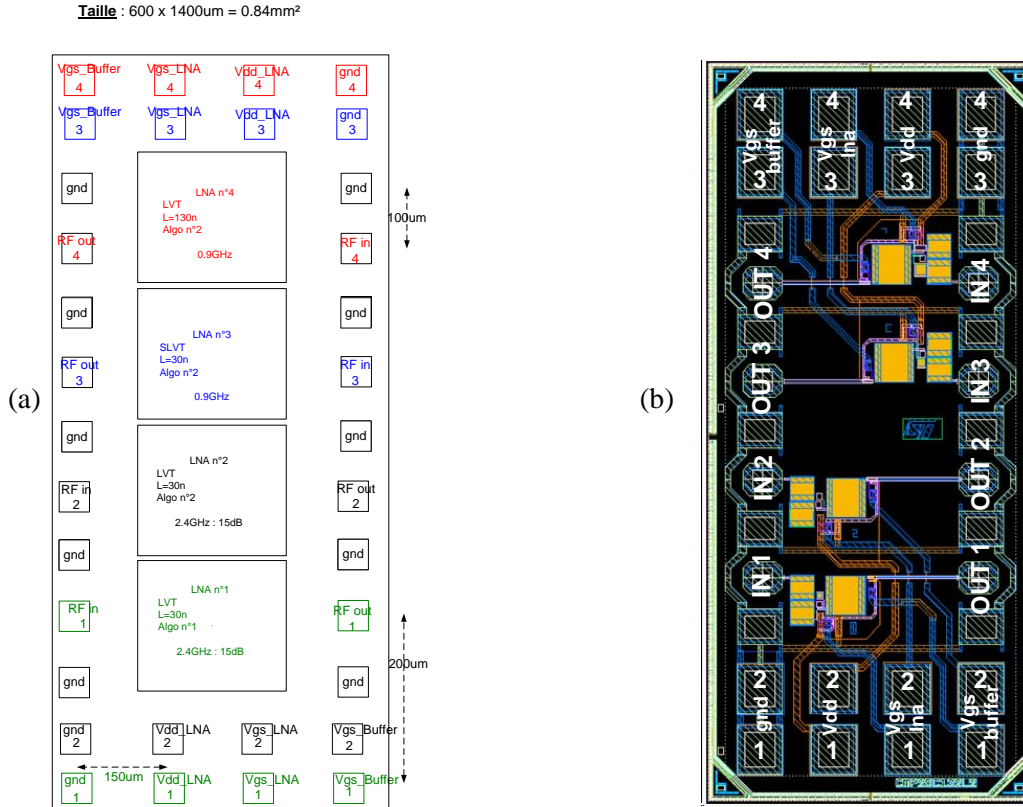 Taille : 600 x 1400um = 0.84mm²
Vgs_Buffer
4
Vgs_LNA
4
Vdd_LNA
4
gnd
4
Vgs_Buffer
3
Vgs_LNA
3
Vdd_LNA
3
gnd
3
gnd
gnd
100um
RF out
4
RF in
4
LNA n°4
LVT
L=130n
Algo n°2
0.9GHz
gnd
gnd
RF out
3
RF in
3
LNA n°3
SLVT
L=30n
Algo n°2
0.9GHz
(a)
gnd
gnd
RF in
2
RF out
2
LNA n°2
LVT
L=30n
Algo n°2
2.4GHz : 15dB
gnd
gnd
RF in
1
RF out
1
LNA n°1
LVT
L=30n
Algo n°1
2.4GHz : 15dB
200um
gnd
gnd
gnd
2
Vdd_LNA
2
Vgs_LNA
2
Vgs_Buffer
2
150um
gnd
1
Vdd_LNA
1
Vgs_LNA
1
Vgs_Buffer
1
(b)
4 4 4 4
Vgs buffer
Vgs lna
Vdd
gnd
3 3 3 3
OUT 4
IN 4
OUT 3
IN 3
IN2
OUT 2
IN 1
OUT 1
2 2 2 2
gnd
Vdd
Vgs lna
Vgs buffer
1 1 1 1